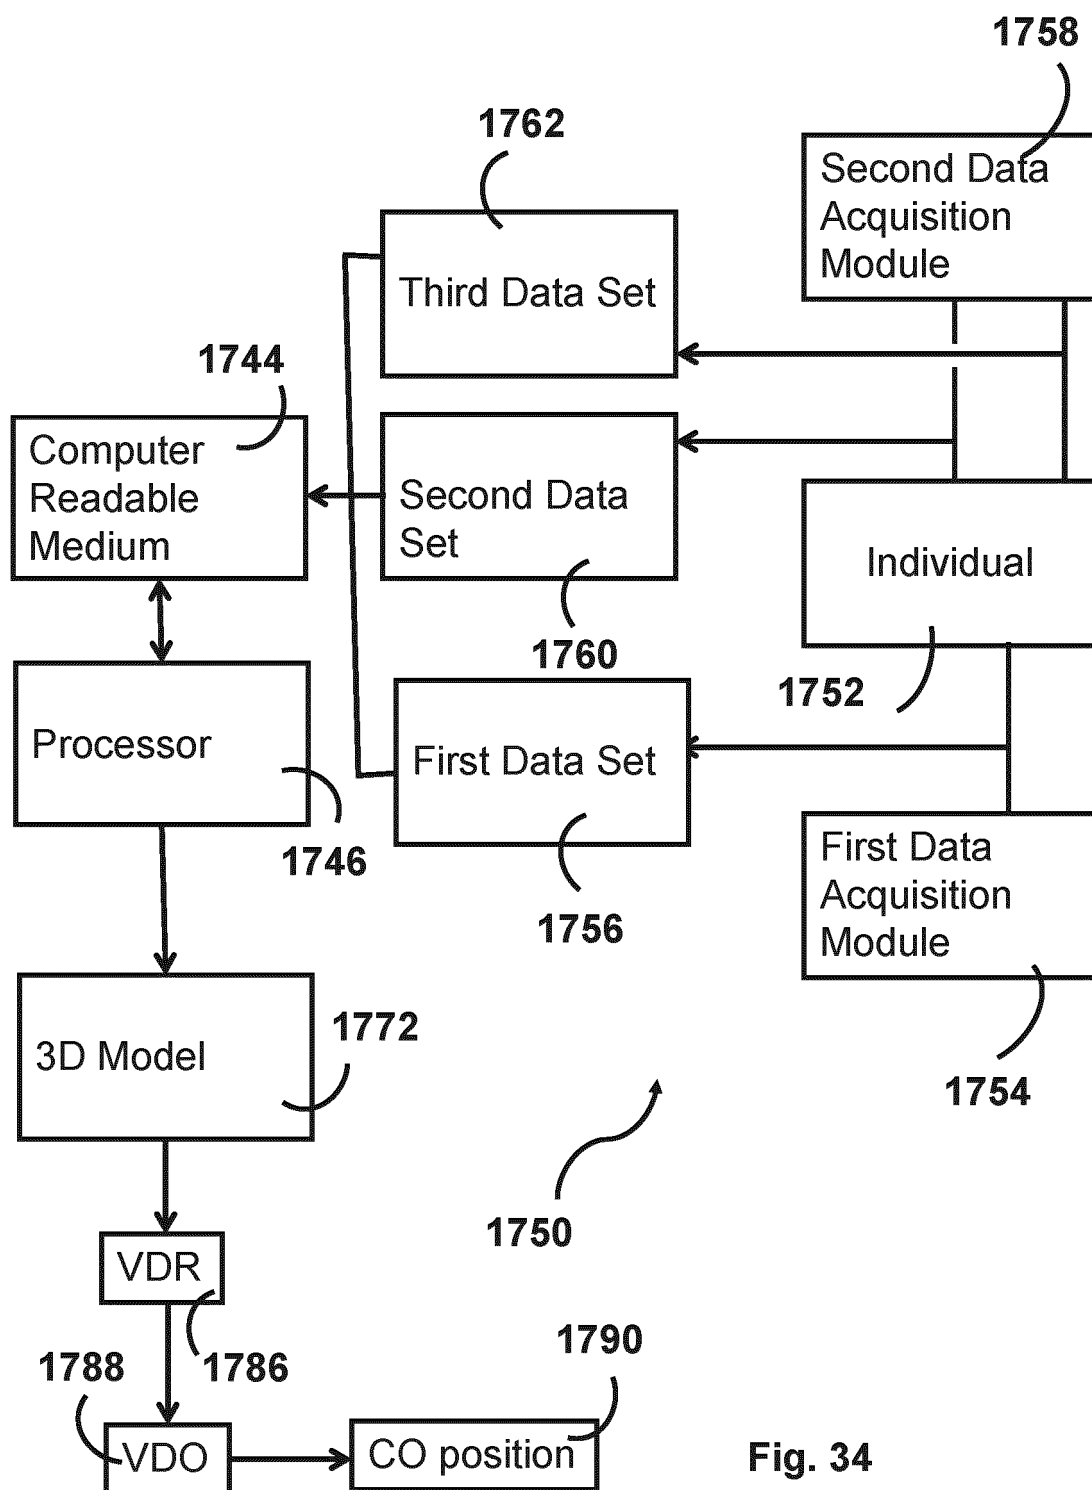 1758
1762
Second Data
Acquisition
Module
Third Data Set
1744
Computer
Readable
Medium
Second Data
Set
Individual
1760
1752
Processor
First Data Set
1746
1756
First Data
Acquisition
Module
1772
3D Model
1754
1750
VDR
1790
1788
1786
VDO
CO position
Fig. 34